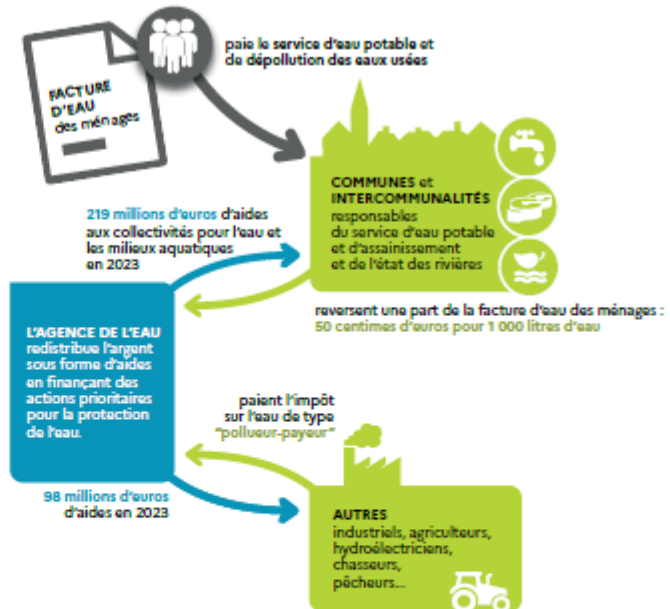 FACTURE
D'EAU
des ménages
paie le service d'eau potable et
de dépollution des eaux usées
COMMUNES et
INTERCOMMUNALITÉS
responsables
du service d'eau potable
et d'assainissement
et de l'état des rivières
219 millions d'euros d'aides
aux collectivités pour l'eau et
les milieux aquatiques
en 2023
reversent une part de la facture d'eau des ménages :
50 centimes d'euros pour 1 000 litres d'eau
L'AGENCE DE L'EAU
redistribue l'argent
sous forme d'aides
en finançant des
actions prioritaires
pour la protection
de l'eau.
paient l'impôt
sur l'eau de type
"pollueur-payeur"
98 millions d'euros
d'aides en 2023
AUTRES
industriels, agriculteurs,
hydroélectriciens,
chasseurs,
pêcheurs...